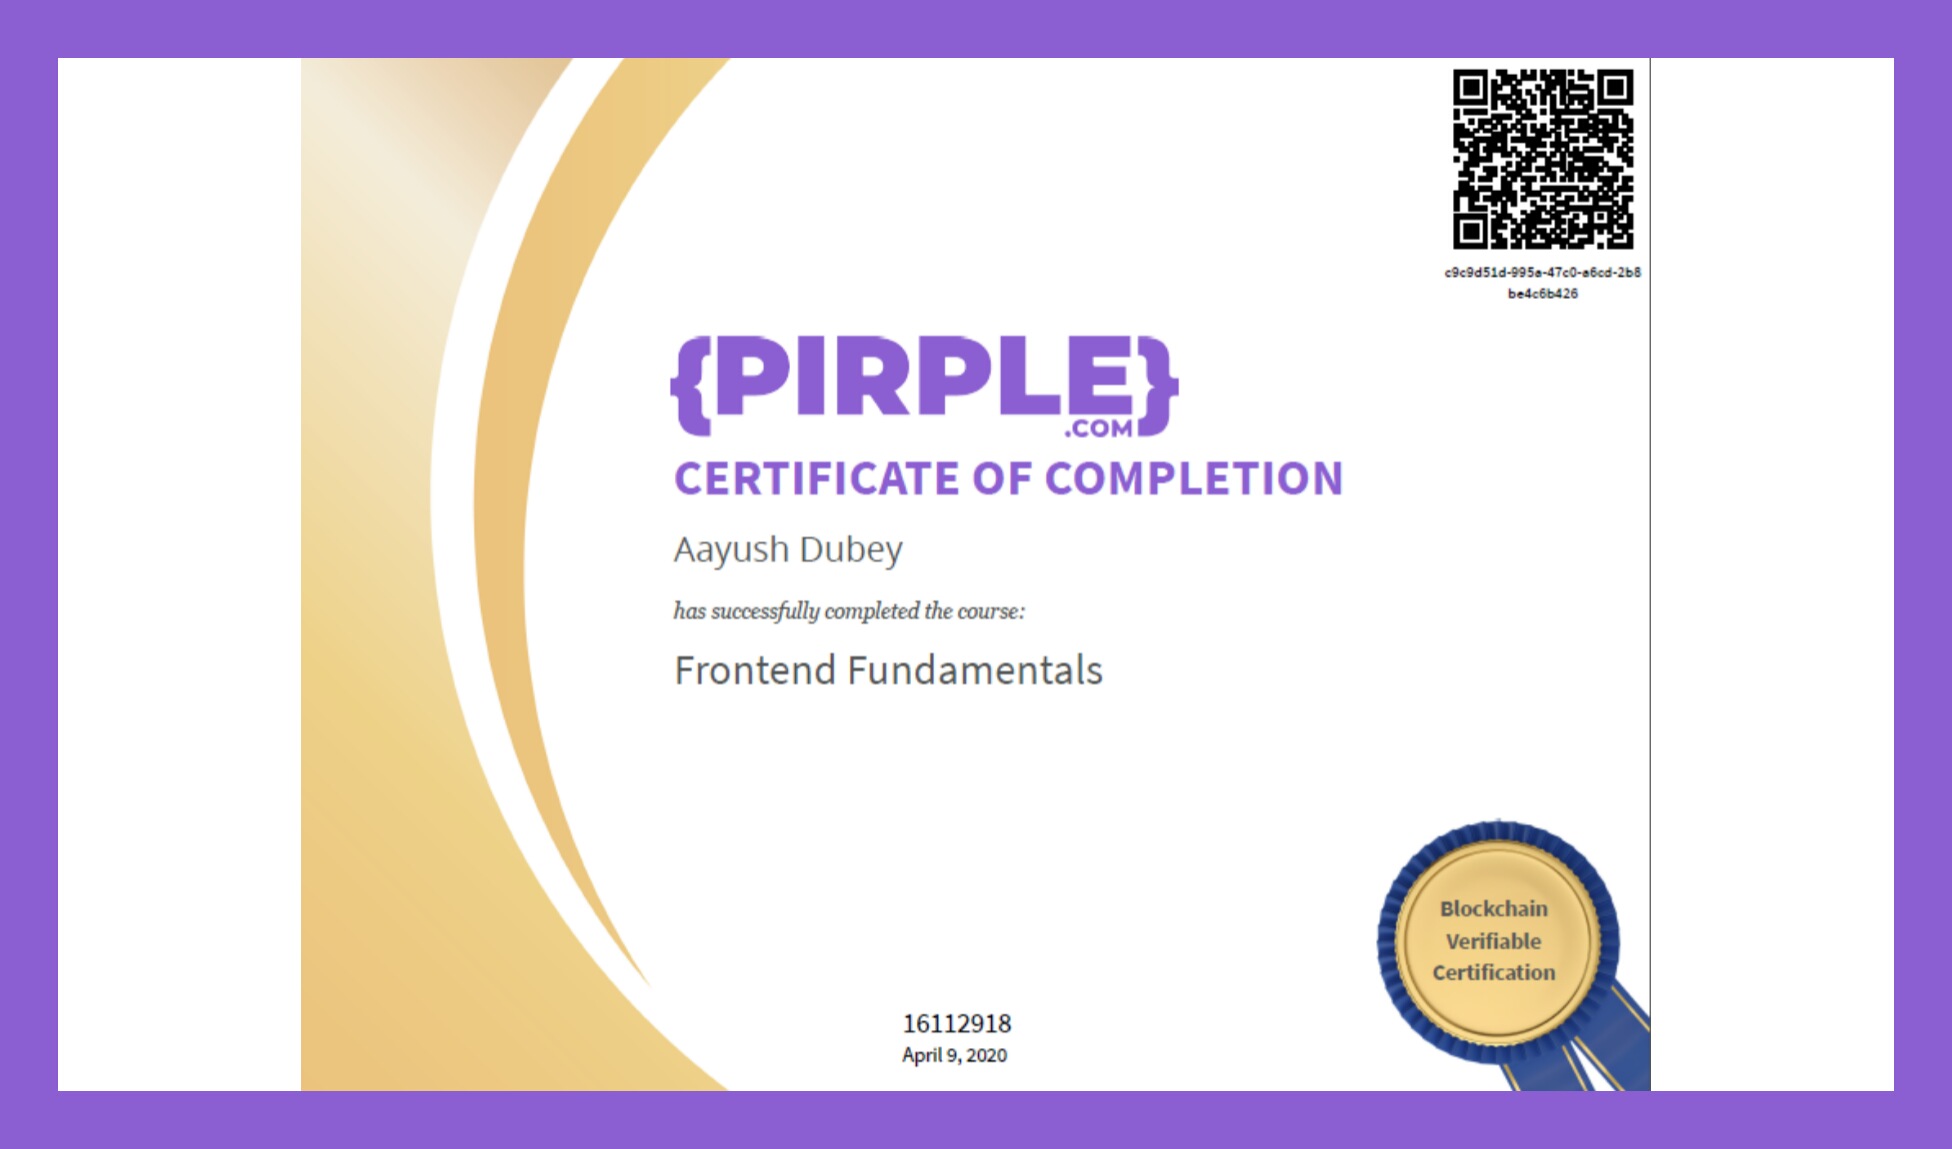 c9c9d51d-995a-47c0-a6cd-2b8
be4c6b426
{PIRPLE}
.COM
CERTIFICATE OF COMPLETION
Aayush Dubey
has successfully completed the course:
Frontend Fundamentals
Blockchain
Verifiable
Certification
16112918
April 9, 2020